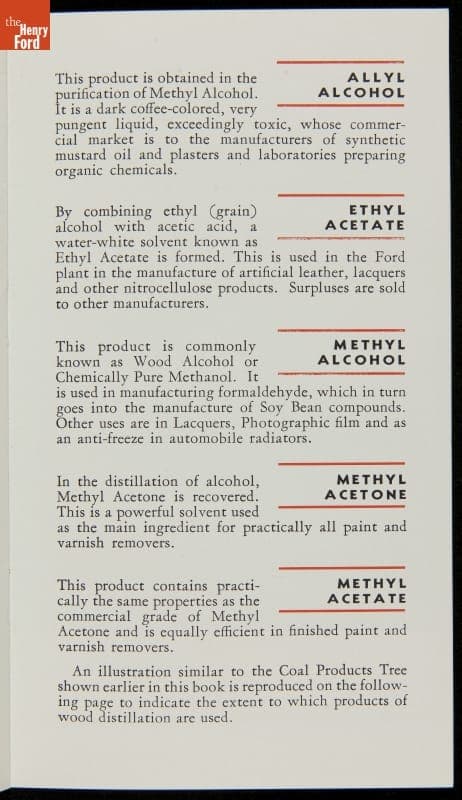 the
Henry
Ford
This product is obtained in the
purification of Methyl Alcohol.
It is a dark coffee-colored, very
ALLYL
ALCOHOL
pungent liquid, exceedingly toxic, whose commer-
cial market is to the manufacturers of synthetic
mustard oil and plasters and laboratories preparing
organic chemicals.
By combining ethyl (grain)
alcohol with acetic acid, a
water-white solvent known as
ETHYL
ACETATE
Ethyl Acetate is formed. This is used in the Ford
plant in the manufacture of artificial leather, lacquers
and other nitrocellulose products. Surpluses are sold
to other manufacturers.
This product is commonly
known as Wood Alcohol or
Chemically Pure Methanol. It
METHYL
ALCOHOL
is used in manufacturing formaldehyde, which in turn
goes into the manufacture of Soy Bean compounds.
Other uses are in Lacquers, Photographic film and as
an anti-freeze in automobile radiators.
In the distillation of alcohol,
Methyl Acetone is recovered.
This is a powerful solvent used
METHYL
ACETONE
as the main ingredient for practically all paint and
varnish removers.
This product contains practi-
cally the same properties as the
commercial grade of Methyl
METHYL
ACETATE
Acetone and is equally efficient in finished paint and
varnish removers.
An illustration similar to the Coal Products Tree
shown earlier in this book is reproduced on the follow-
ing page to indicate the extent to which products of
wood distillation are used.